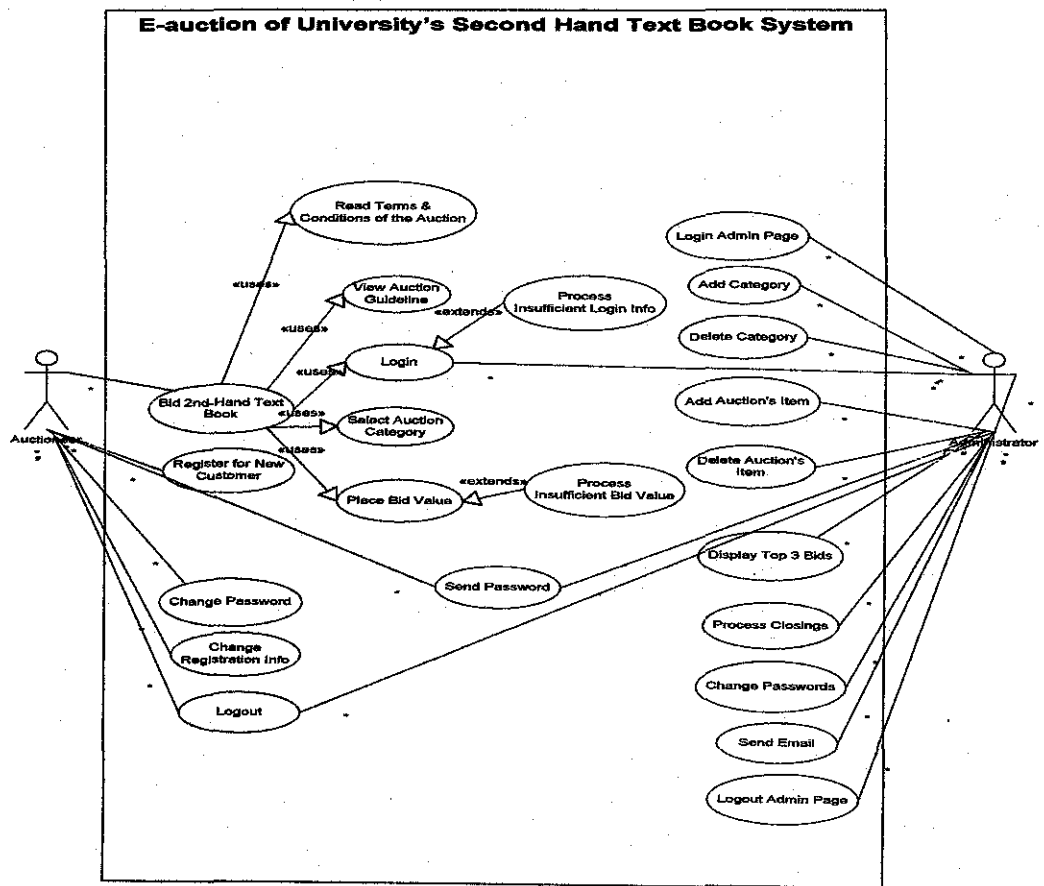 E-auction of University's Second Hand Text Book System
Read Terms &
Conditions of the Auction
«uses»
View Auction
Guideline
«uses»
Process
Insufficient Login Info
«extends»
Login
«uses»
Bid 2nd-Hand Text
Book
«uses»
Select Auction
Category
«uses»
Register for New
Customer
Place Bid Value
«extends»
Process
Insufficient Bid Value
Send Password
Change Password
Change
Registration Info
Logout
Auctioneer
Login Admin Page
Add Category
Delete Category
Add Auction's Item
Delete Auction's
Item
Display Top 3 Bids
Process Closings
Change Passwords
Send Email
Logout Admin Page
Administrator